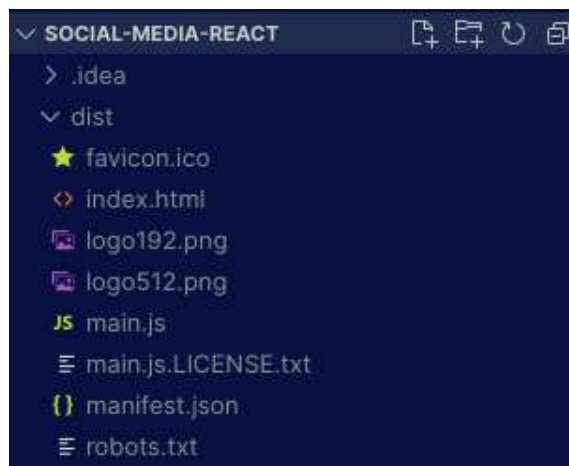 SOCIAL-MEDIA-REACT
.idea
dist
favicon.ico
index.html
logo192.png
logo512.png
JS main.js
main.js.LICENSE.txt
{} manifest.json
robots.txt